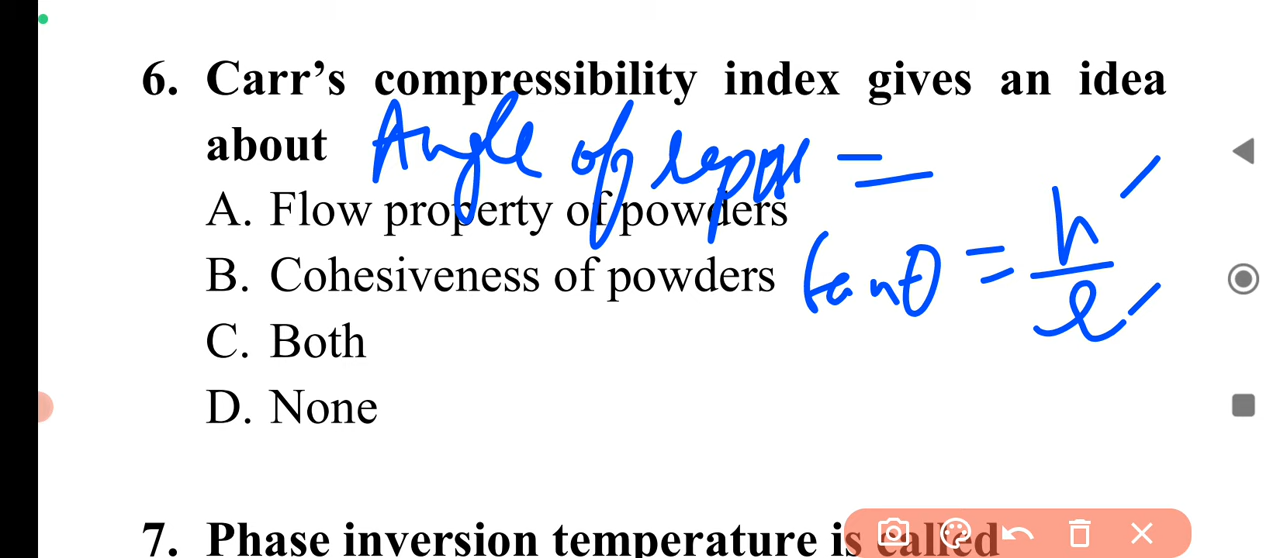 6. Carr's compressibility index gives an idea
about Angle of repose =
A. Flow property of powders
B. Cohesiveness of powders tanθ = h/r
C. Both
D. None
7. Phase inversion temperature is called